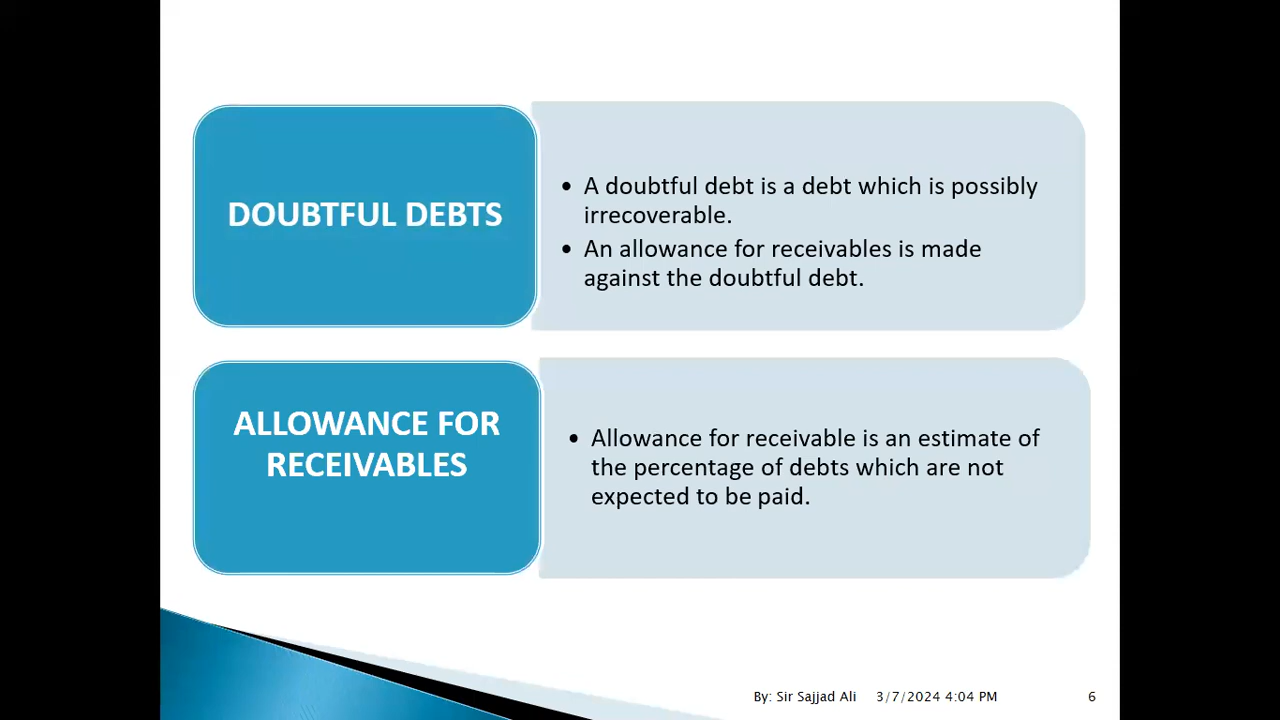 DOUBTFUL DEBTS
• A doubtful debt is a debt which is possibly
irrecoverable.
• An allowance for receivables is made
against the doubtful debt.
ALLOWANCE FOR
RECEIVABLES
• Allowance for receivable is an estimate of
the percentage of debts which are not
expected to be paid.
By: Sir Sajjad Ali 3/7/2024 4:04 PM 6